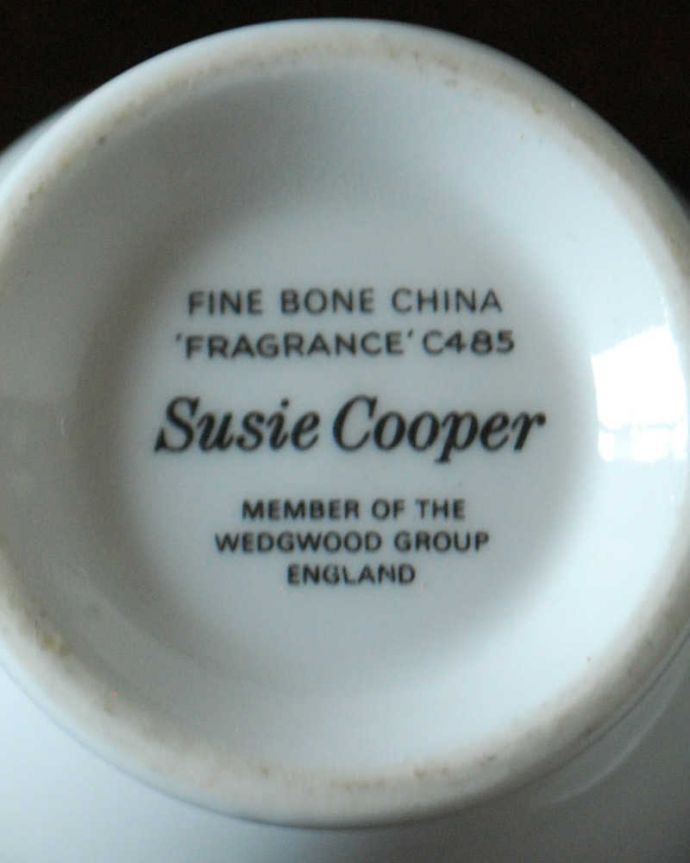 FINE BONE CHINA
'FRAGRANCE' C485
Susie Cooper
MEMBER OF THE
WEDGWOOD GROUP
ENGLAND